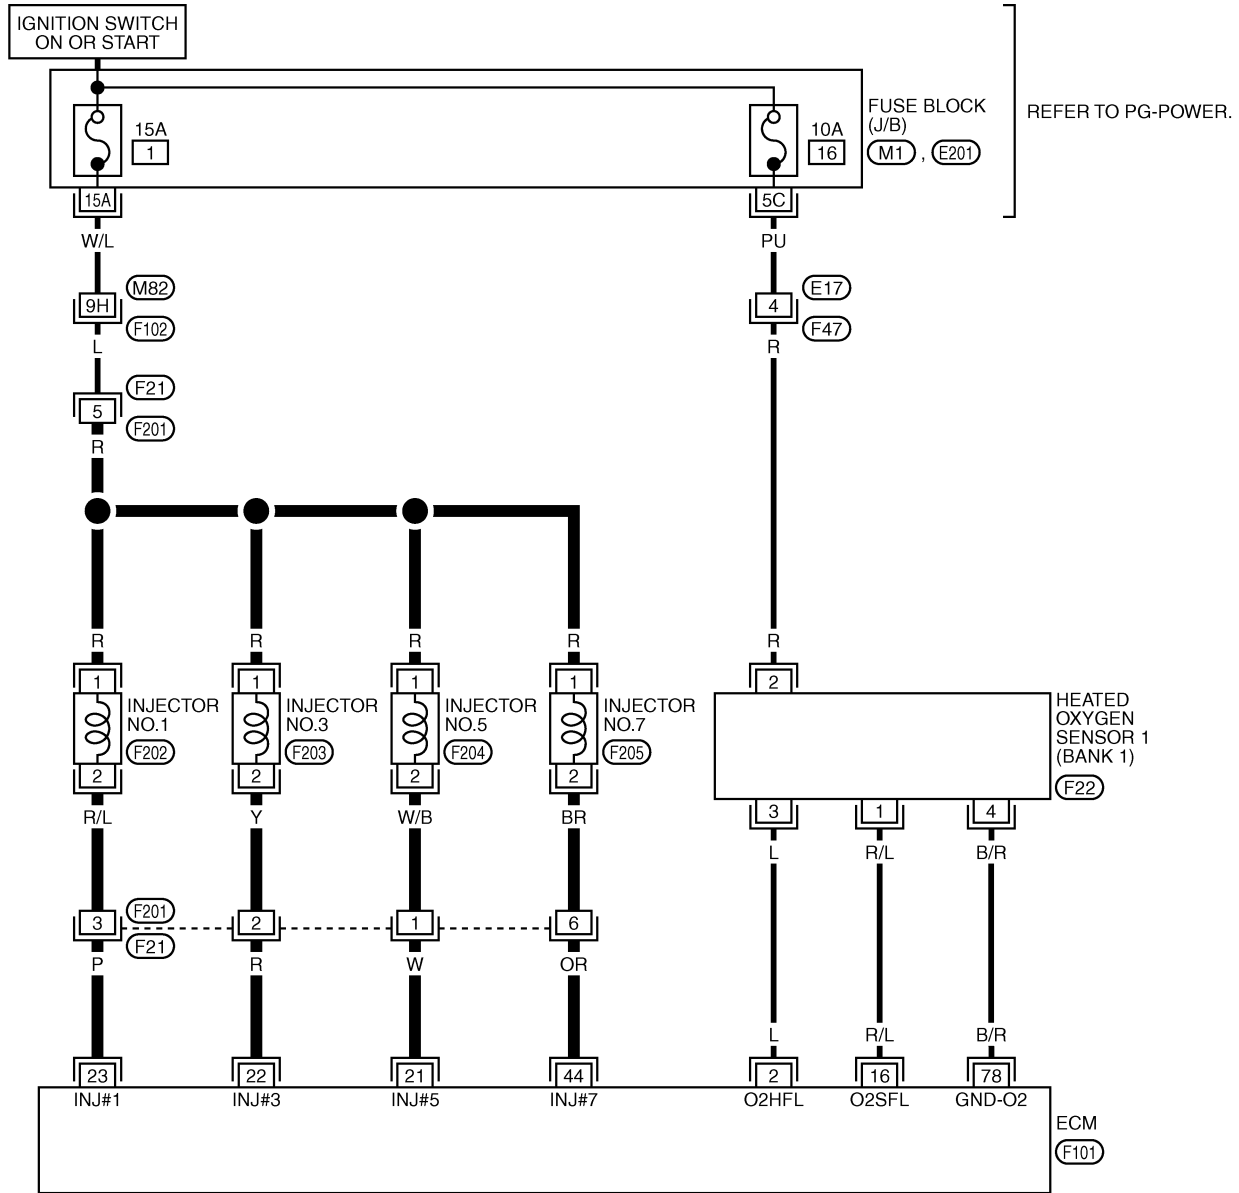 IGNITION SWITCH
ON OR START
FUSE BLOCK
(J/B)
M1 , E201
REFER TO PG-POWER.
15A
1
10A
16
15A
5C
W/L
PU
9H
M82
F102
4
E17
F47
L
R
5
F21
F201
R
R
R
R
R
R
1
1
1
1
2
INJECTOR
NO.1
F202
INJECTOR
NO.3
F203
INJECTOR
NO.5
F204
INJECTOR
NO.7
F205
HEATED
OXYGEN
SENSOR 1
(BANK 1)
F22
2
2
2
2
3
1
4
R/L
Y
W/B
BR
L
R/L
B/R
3
F201
F21
2
1
6
P
R
W
OR
L
R/L
B/R
23
22
21
44
2
16
78
INJ#1
INJ#3
INJ#5
INJ#7
O2HFL
O2SFL
GND-O2
ECM
F101